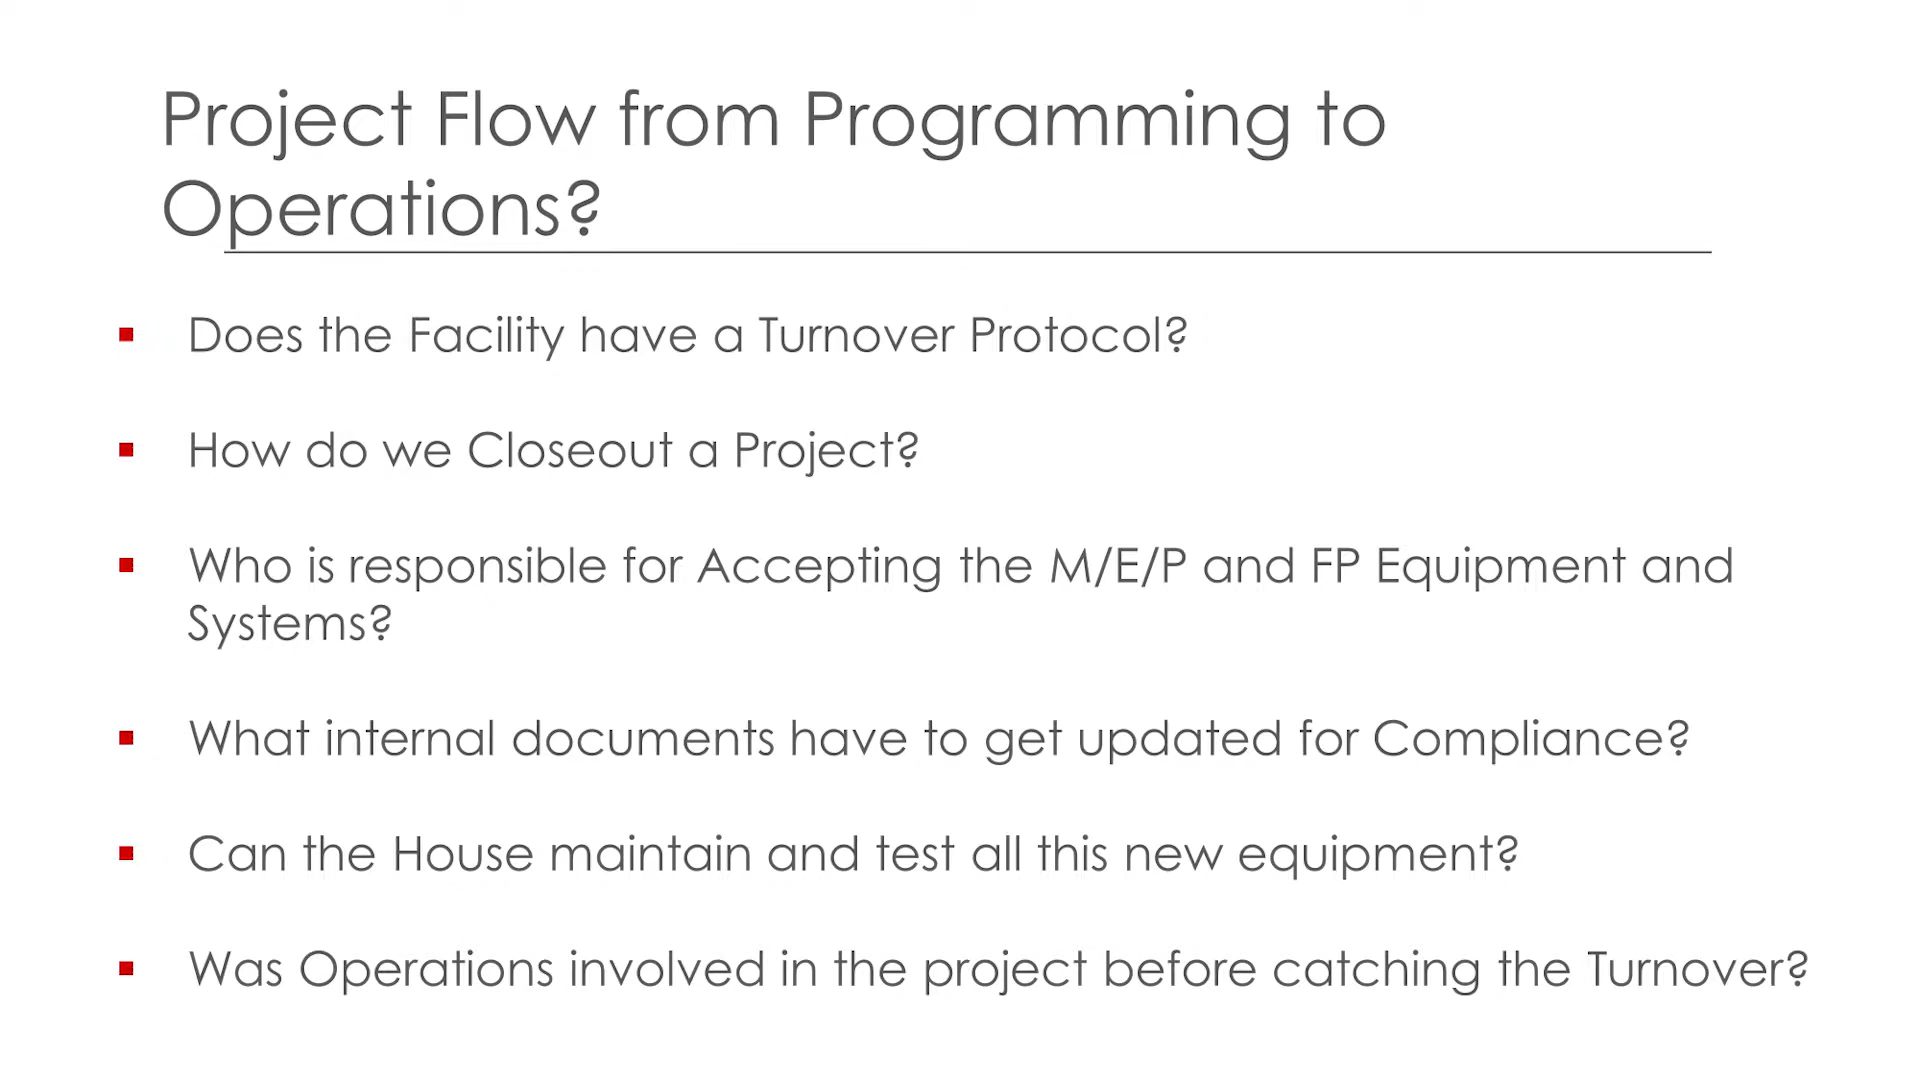 Project Flow from Programming to
Operations?
Does the Facility have a Turnover Protocol?
How do we Closeout a Project?
Who is responsible for Accepting the M/E/P and FP Equipment and
Systems?
What internal documents have to get updated for Compliance?
Can the House maintain and test all this new equipment?
Was Operations involved in the project before catching the Turnover?